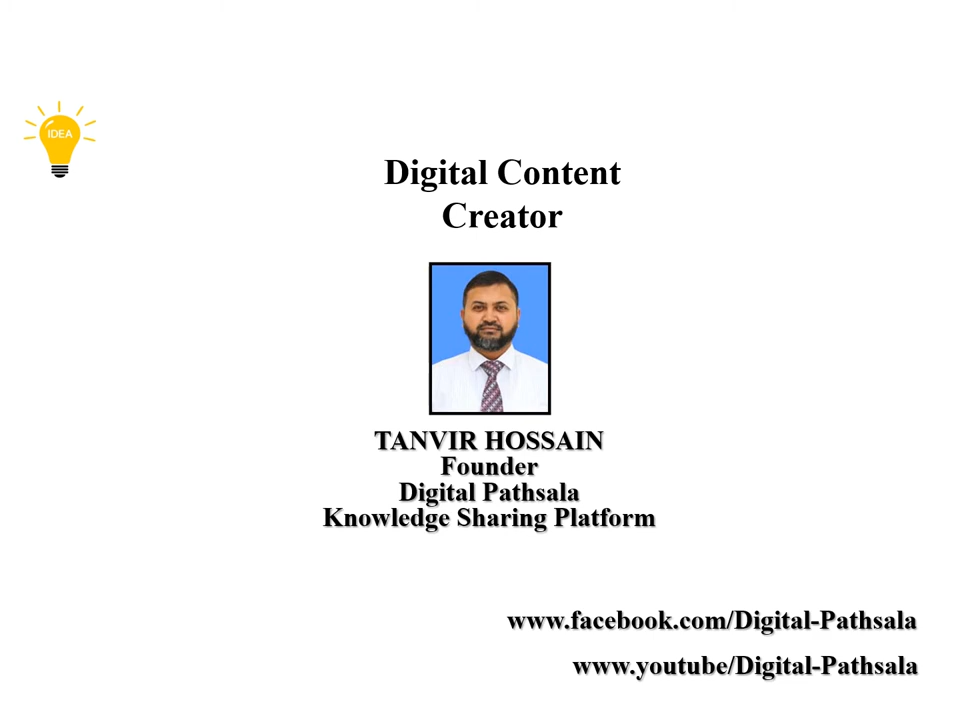 IDEA
Digital Content
Creator
TANVIR HOSSAIN
Founder
Digital Pathsala
Knowledge Sharing Platform
www.facebook.com/Digital-Pathsala
www.youtube/Digital-Pathsala